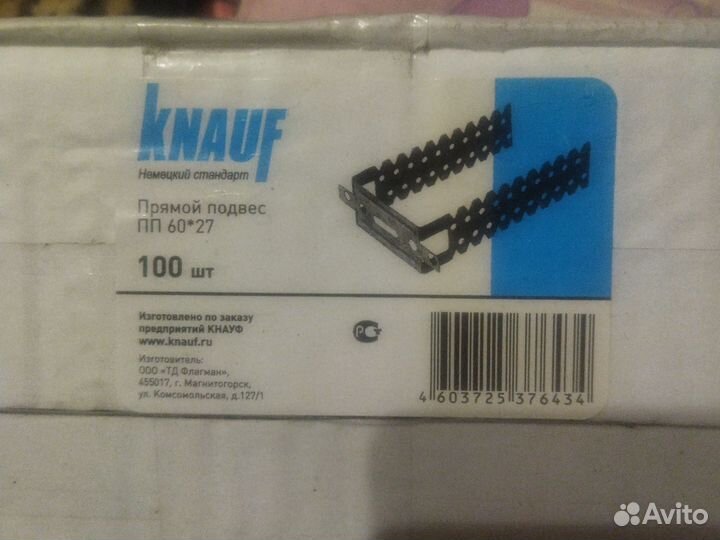 KNAUF
Немецкий стандарт
Прямой подвес
ПП 60*27
100 шт
Изготовлено по заказу
предприятий КНАУФ
www.knauf.ru
Изготовитель:
ООО «ТД Флагман»,
455017, г. Магнитогорск,
ул. Комсомольская, д.127/1
4 603725 376434
Avito